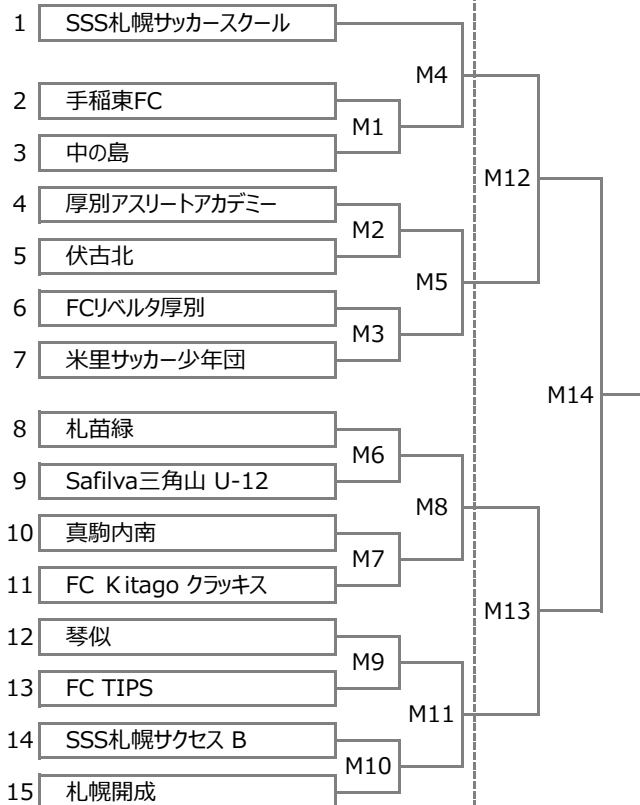 1 SSS札幌サッカースクール
M4
2 手稲東FC
M1
3 中の島
M12
4 厚別アスリートアカデミー
M2
5 伏古北
M5
6 FCリベルタ厚別
M3
7 米里サッカー少年団
M14
8 札苗緑
M6
9 Safilva三角山 U-12
M8
10 真駒内南
M7
11 FC Kitago クラッキス
M13
12 琴似
M9
13 FC TIPS
M11
14 SSS札幌サクセス B
M10
15 札幌開成